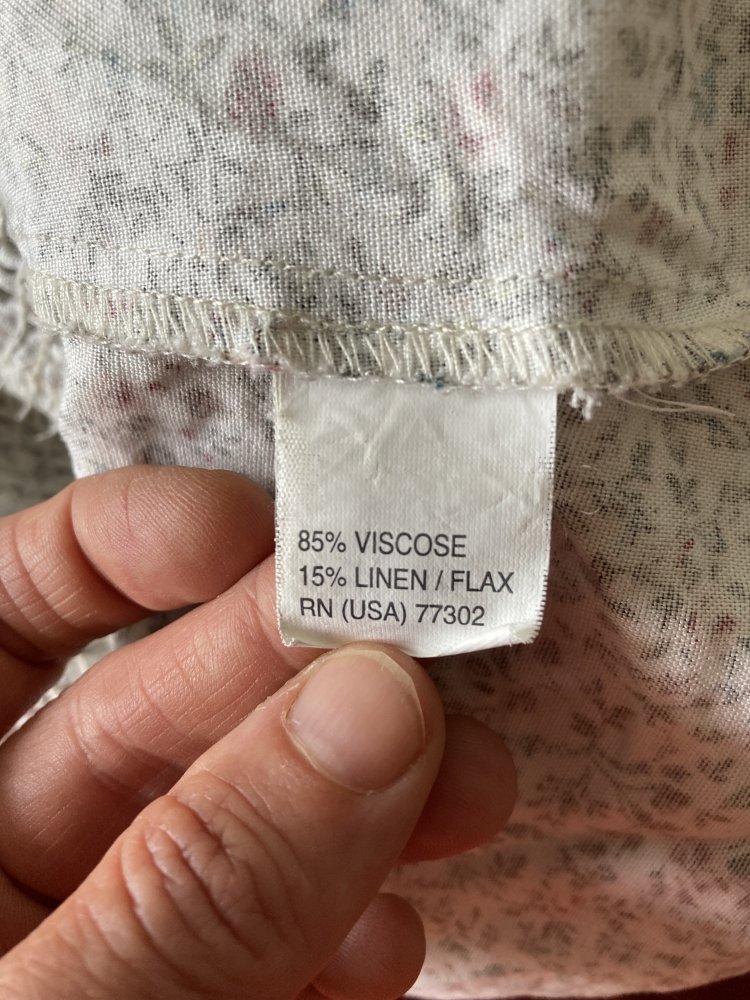 85% VISCOSE
15% LINEN / FLAX
RN (USA) 77302